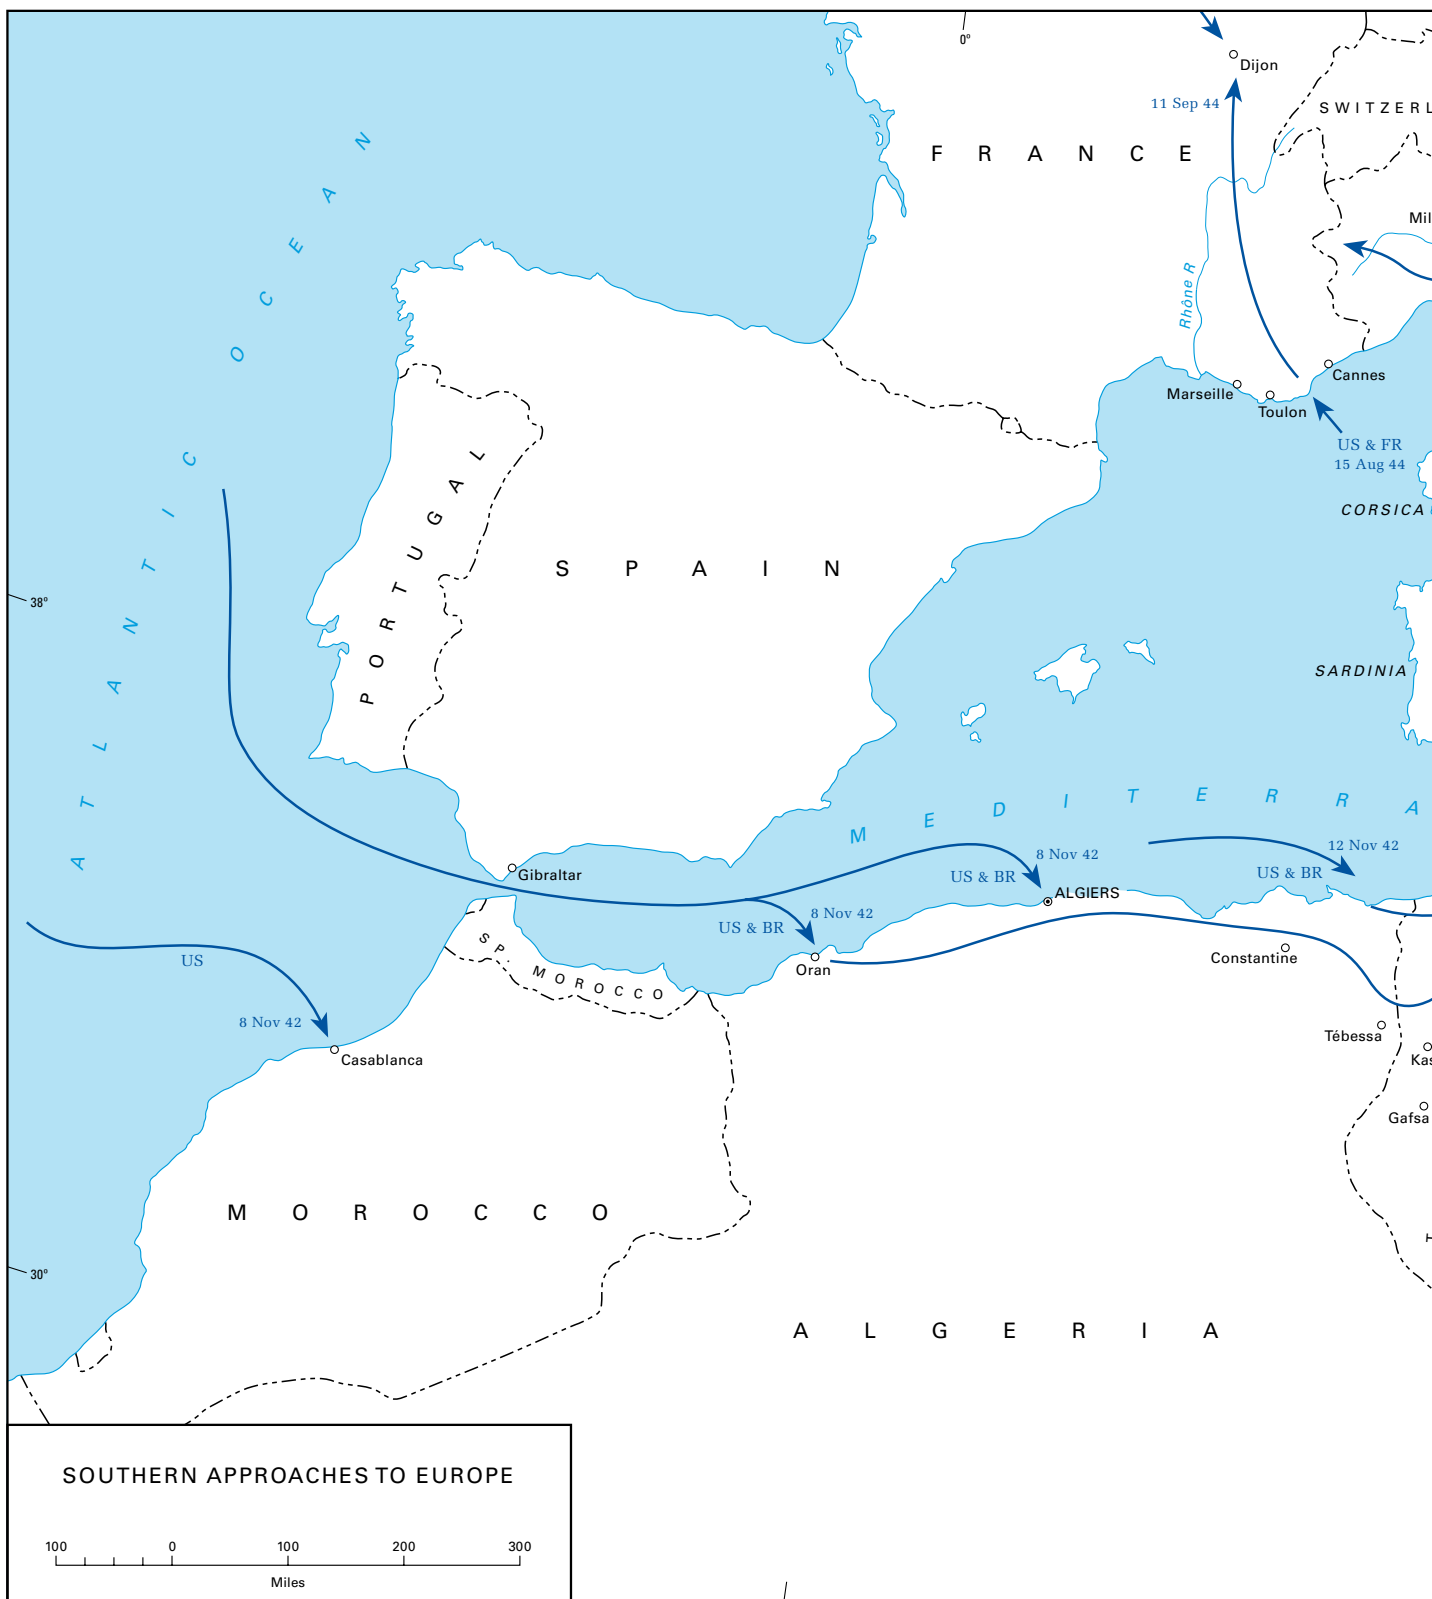 0°
Dijon
11 Sep 44
SWITZERL
FRANCE
ATLANTIC OCEAN
Mil
Rhône R
Cannes
Marseille
Toulon
US & FR
15 Aug 44
CORSICA
PORTUGAL
SPAIN
38°
SARDINIA
MEDITERRA
8 Nov 42
12 Nov 42
US & BR
US & BR
Gibraltar
ALGIERS
8 Nov 42
US & BR
SP. MOROCCO
Oran
Constantine
US
8 Nov 42
Casablanca
Tébessa
Kas
Gafsa
MOROCCO
H
30°
ALGERIA
SOUTHERN APPROACHES TO EUROPE
100 0 100 200 300
Miles